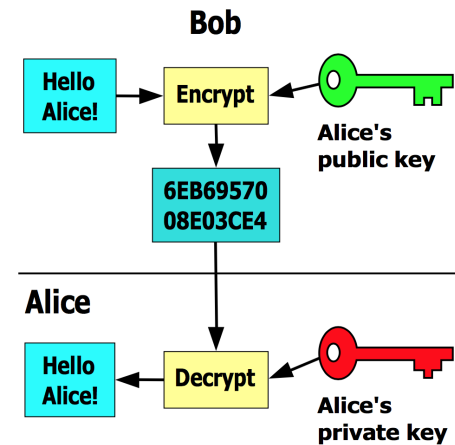 Bob
Hello
Alice!
Encrypt
Alice's
public key
6EB69570
08E03CE4
Alice
Hello
Alice!
Decrypt
Alice's
private key